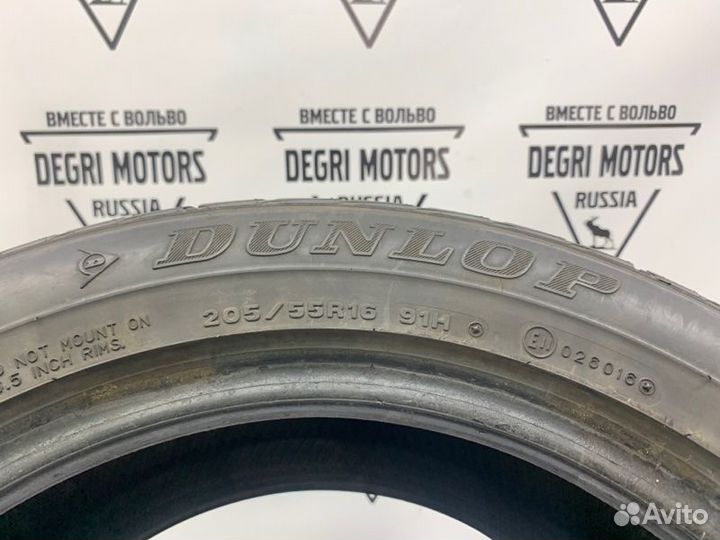 ВМЕСТЕ С ВОЛЬВО
DEGRI MOTORS
RUSSIA
ВМЕСТЕ С ВОЛЬВО
DEGRI MOTORS
RUSSIA
ВМЕСТЕ С ВОЛЬВО
DEGRI MOTORS
RUSSIA
DUNLOP
205/55R16 91H
026016
NOT MOUNT ON
.5 INCH RIMS.
Avito